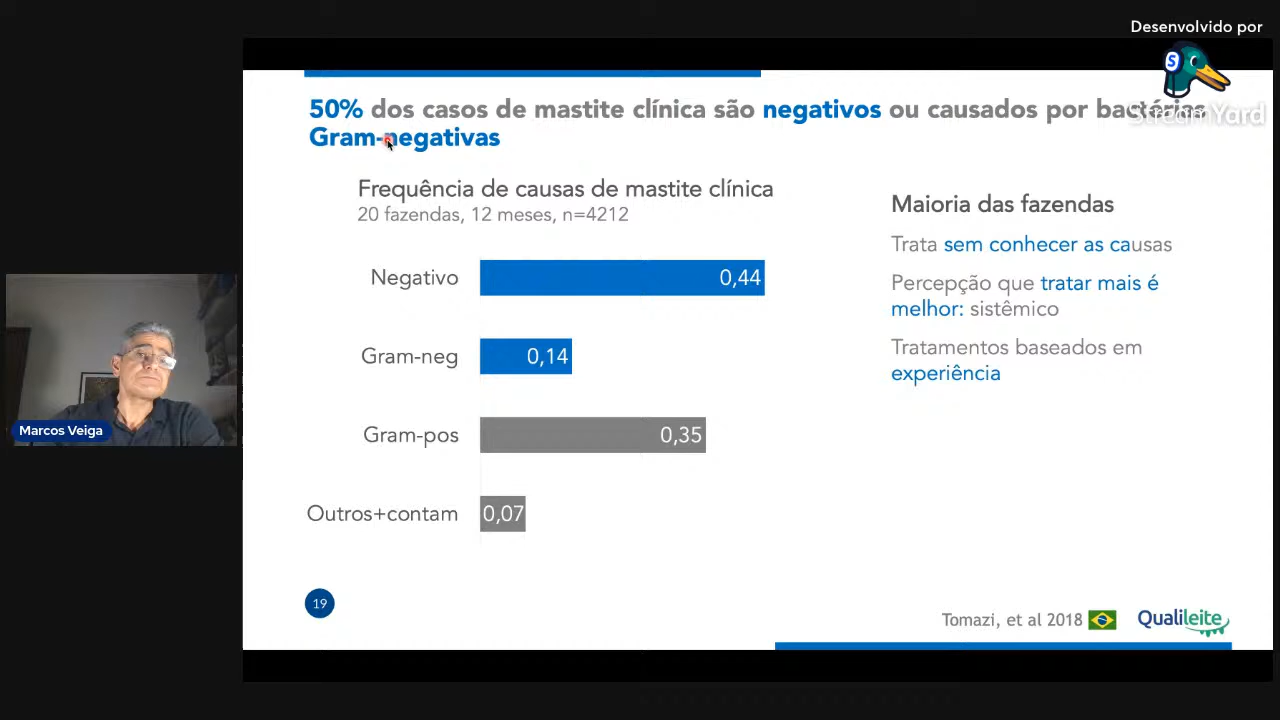 Desenvolvido por
S
StreamYard
50% dos casos de mastite clínica são negativos ou causados por
Gram-negativas
Frequência de causas de mastite clínica
20 fazendas, 12 meses, n=4212
Negativo 0,44
Gram-neg 0,14
Gram-pos 0,35
Outros+contam 0,07
Maioria das fazendas
Trata sem conhecer as causas
Percepção que tratar mais é
melhor: sistêmico
Tratamentos baseados em
experiência
Marcos Veiga
19
Tomazi, et al 2018
Qualileite